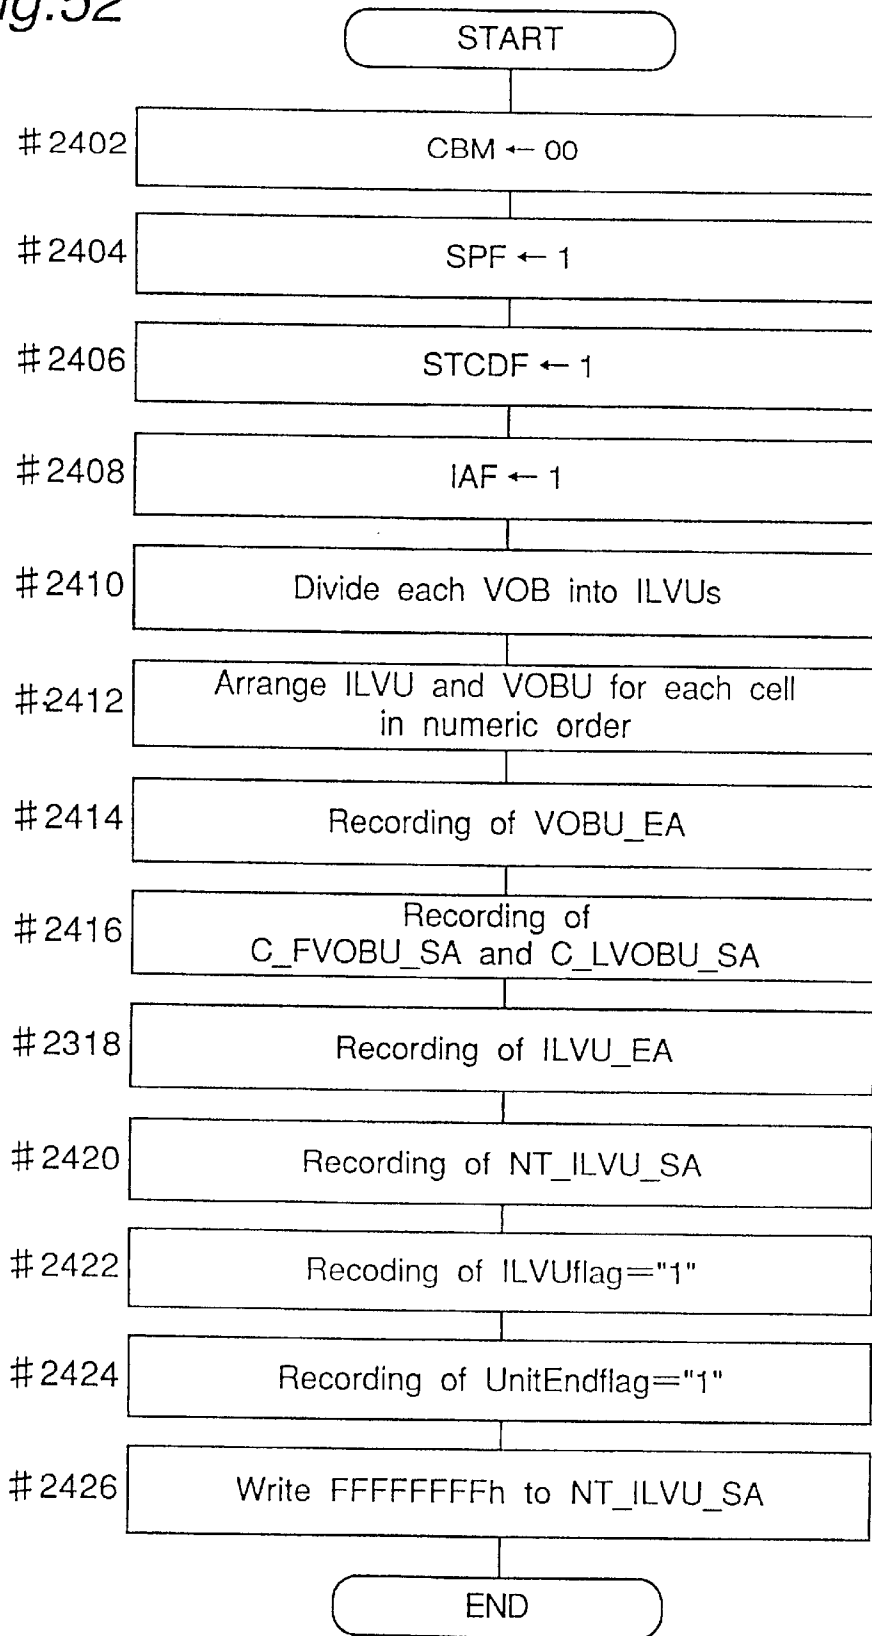 ig.52
START
#2402 CBM ← 00
#2404 SPF ← 1
#2406 STCDF ← 1
#2408 IAF ← 1
#2410 Divide each VOB into ILVUs
#2412 Arrange ILVU and VOBU for each cell
in numeric order
#2414 Recording of VOBU_EA
#2416 Recording of
C_FVOBU_SA and C_LVOBU_SA
#2318 Recording of ILVU_EA
#2420 Recording of NT_ILVU_SA
#2422 Recoding of ILVUflag="1"
#2424 Recording of UnitEndflag="1"
#2426 Write FFFFFFFFh to NT_ILVU_SA
END